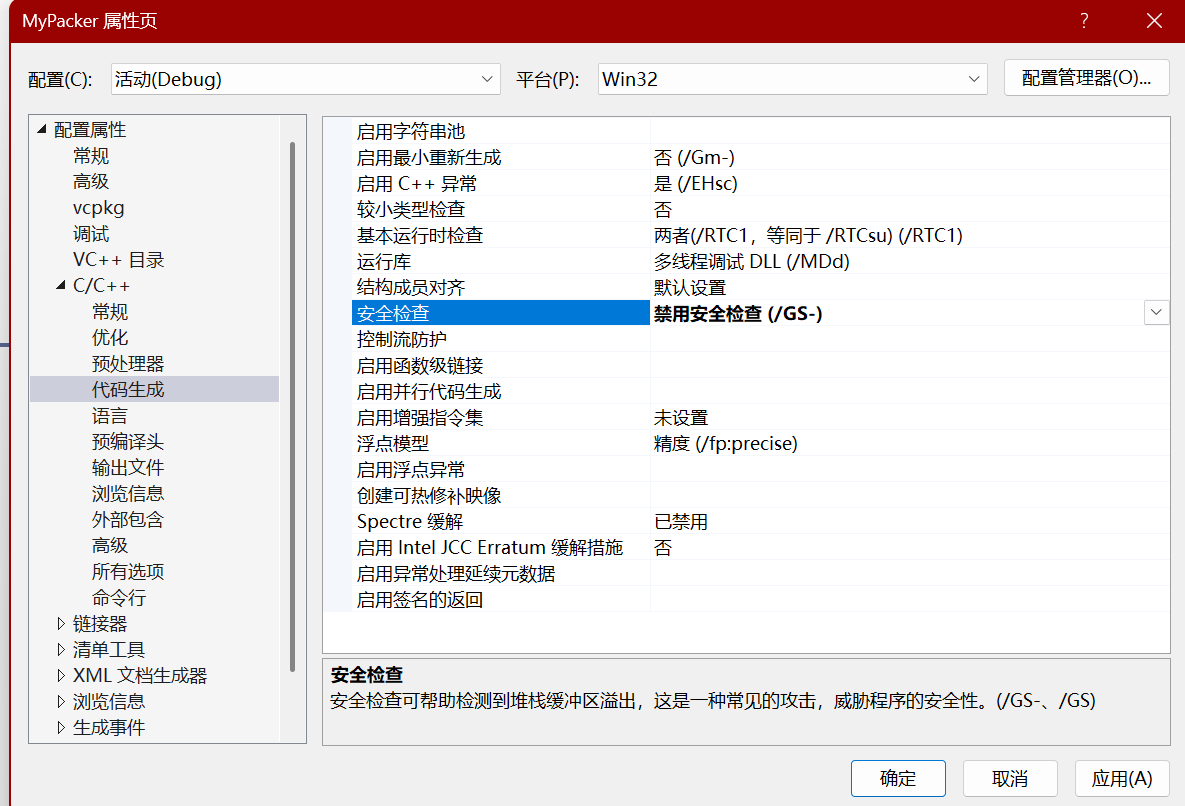 MyPacker 属性页
?
配置(C): 活动(Debug) 平台(P): Win32 配置管理器(O)...
配置属性
常规
高级
vcpkg
调试
VC++ 目录
C/C++
常规
优化
预处理器
代码生成
语言
预编译头
输出文件
浏览信息
外部包含
高级
所有选项
命令行
链接器
清单工具
XML 文档生成器
浏览信息
生成事件
启用字符串池
启用最小重新生成 否 (/Gm-)
启用 C++ 异常 是 (/EHsc)
较小类型检查 否
基本运行时检查 两者(/RTC1，等同于 /RTCsu) (/RTC1)
运行库 多线程调试 DLL (/MDd)
结构成员对齐 默认设置
安全检查 禁用安全检查 (/GS-)
控制流防护
启用函数级链接
启用并行代码生成
启用增强指令集 未设置
浮点模型 精度 (/fp:precise)
启用浮点异常
创建可热修补映像
Spectre 缓解 已禁用
启用 Intel JCC Erratum 缓解措施 否
启用异常处理延续元数据
启用签名的返回
安全检查
安全检查可帮助检测到堆栈缓冲区溢出，这是一种常见的攻击，威胁程序的安全性。(/GS-、/GS)
确定 取消 应用(A)